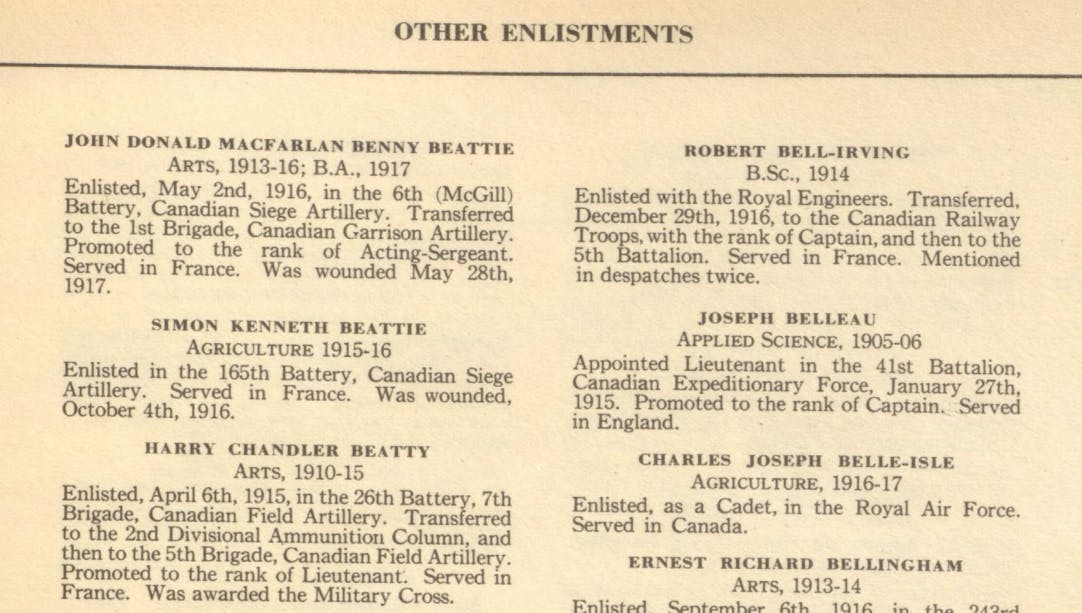 OTHER ENLISTMENTS
JOHN DONALD MACFARLAN BENNY BEATTIE
ARTS, 1913-16; B.A., 1917
Enlisted, May 2nd, 1916, in the 6th (McGill)
Battery, Canadian Siege Artillery. Transferred
to the 1st Brigade, Canadian Garrison Artillery.
Promoted to the rank of Acting-Sergeant.
Served in France. Was wounded May 28th,
1917.
SIMON KENNETH BEATTIE
AGRICULTURE 1915-16
Enlisted in the 165th Battery, Canadian Siege
Artillery. Served in France. Was wounded,
October 4th, 1916.
HARRY CHANDLER BEATTY
ARTS, 1910-15
Enlisted, April 6th, 1915, in the 26th Battery, 7th
Brigade, Canadian Field Artillery. Transferred
to the 2nd Divisional Ammunition Column, and
then to the 5th Brigade, Canadian Field Artillery.
Promoted to the rank of Lieutenant. Served in
France. Was awarded the Military Cross.
ROBERT BELL-IRVING
B.Sc., 1914
Enlisted with the Royal Engineers. Transferred,
December 29th, 1916, to the Canadian Railway
Troops, with the rank of Captain, and then to the
5th Battalion. Served in France. Mentioned
in despatches twice.
JOSEPH BELLEAU
APPLIED SCIENCE, 1905-06
Appointed Lieutenant in the 41st Battalion,
Canadian Expeditionary Force, January 27th,
1915. Promoted to the rank of Captain. Served
in England.
CHARLES JOSEPH BELLE-ISLE
AGRICULTURE, 1916-17
Enlisted, as a Cadet, in the Royal Air Force.
Served in Canada.
ERNEST RICHARD BELLINGHAM
ARTS, 1913-14
Enlisted, September 6th, 1916, in the 243rd